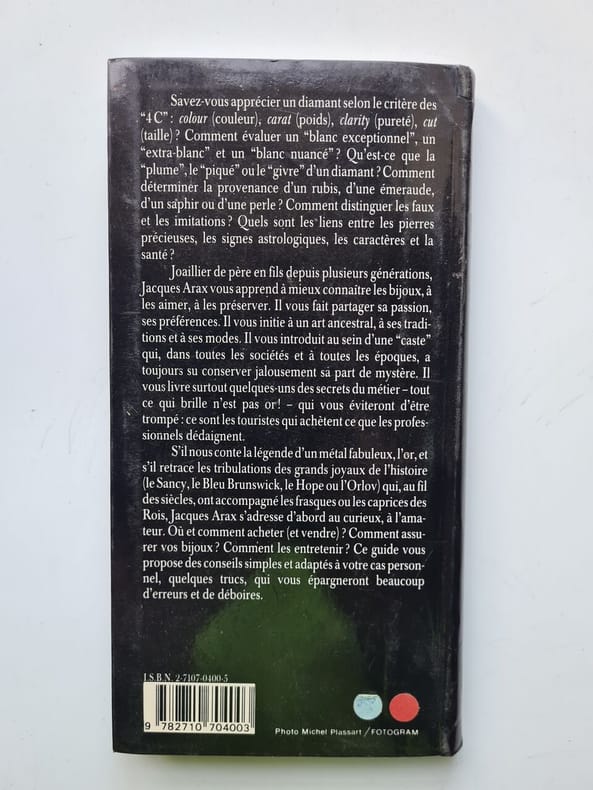 Savez-vous apprécier un diamant selon le critère des
“4 C” : colour (couleur), carat (poids), clarity (pureté), cut
(taille) ? Comment évaluer un “blanc exceptionnel”, un
“extra-blanc” et un “blanc nuancé” ? Qu'est-ce que la
“plume”, le “piqué” ou le “givre” d'un diamant ? Comment
déterminer la provenance d'un rubis, d'une émeraude,
d'un saphir ou d'une perle ? Comment distinguer les faux
et les imitations ? Quels sont les liens entre les pierres
précieuses, les signes astrologiques, les caractères et la
santé ?
Joaillier de père en fils depuis plusieurs générations,
Jacques Arax vous apprend à mieux connaître les bijoux, à
les aimer, à les préserver. Il vous fait partager sa passion,
ses préférences. Il vous initie à un art ancestral, à ses tradi-
tions et à ses modes. Il vous introduit au sein d'une “caste”
qui, dans toutes les sociétés et à toutes les époques, a
toujours su conserver jalousement sa part de mystère. Il
vous livre surtout quelques-uns des secrets du métier – tout
ce qui brille n'est pas or ! – qui vous éviteront d'être
trompé : ce sont les touristes qui achètent ce que les profes-
sionnels dédaignent.
S'il nous conte la légende d'un métal fabuleux, l'or, et
s'il retrace les tribulations des grands joyaux de l'histoire
(le Sancy, le Bleu Brunswick, le Hope ou l'Orlov) qui, au fil
des siècles, ont accompagné les frasques ou les caprices des
Rois, Jacques Arax s'adresse d'abord au curieux, à l'ama-
teur. Où et comment acheter (et vendre) ? Comment assu-
rer vos bijoux ? Comment les entretenir ? Ce guide vous
propose des conseils simples et adaptés à votre cas person-
nel, quelques trucs, qui vous épargneront beaucoup
d'erreurs et de déboires.
I.S.B.N. 2-7107-0400-5
9 782710 704003
Photo Michel Plassart / FOTOGRAM